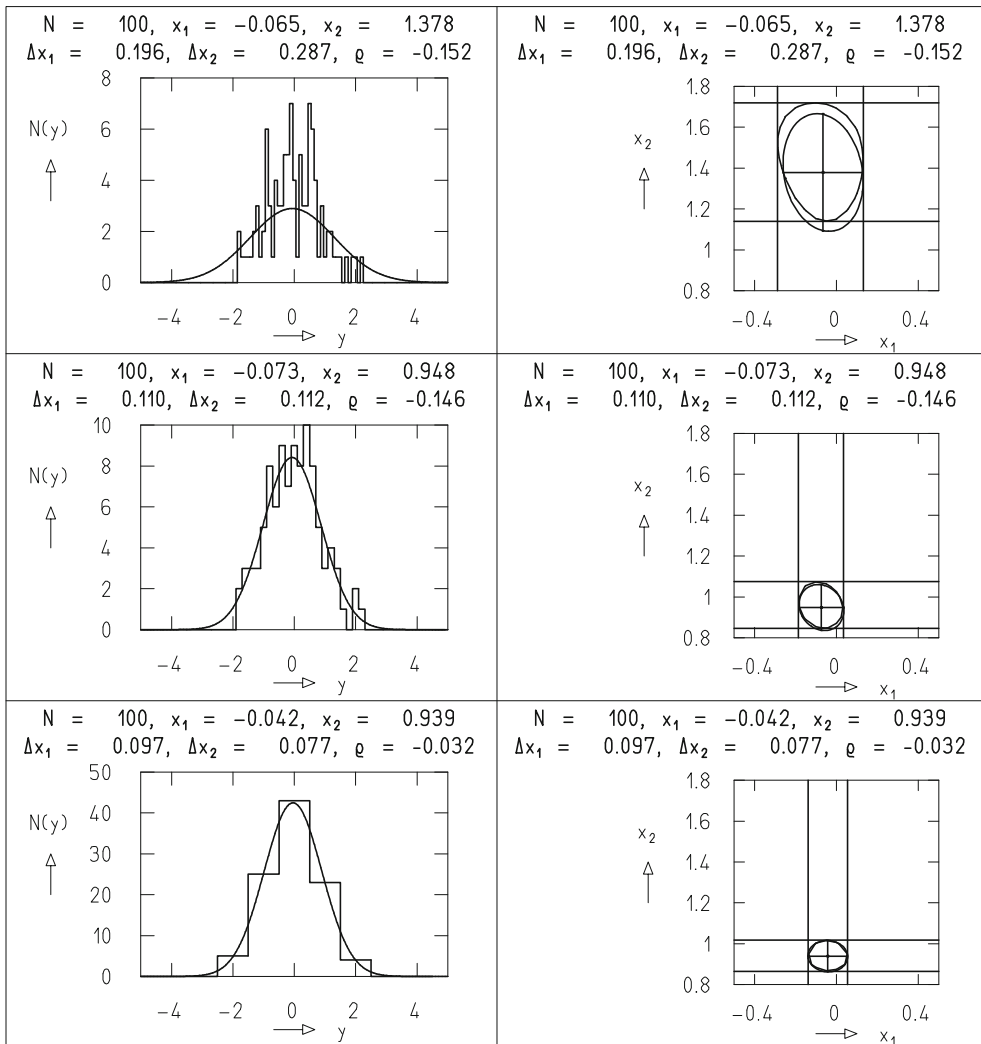 N = 100, x₁ = −0.065, x₂ = 1.378
Δx₁ = 0.196, Δx₂ = 0.287, ϱ = −0.152
8
N(y)
6
4
2
0
−4 −2 0 2 4
y
N = 100, x₁ = −0.065, x₂ = 1.378
Δx₁ = 0.196, Δx₂ = 0.287, ϱ = −0.152
1.8
x₂
1.6
1.4
1.2
1
0.8
−0.4 0 0.4
x₁
N = 100, x₁ = −0.073, x₂ = 0.948
Δx₁ = 0.110, Δx₂ = 0.112, ϱ = −0.146
10
N(y)
8
6
4
2
0
−4 −2 0 2 4
y
N = 100, x₁ = −0.073, x₂ = 0.948
Δx₁ = 0.110, Δx₂ = 0.112, ϱ = −0.146
1.8
x₂
1.6
1.4
1.2
1
0.8
−0.4 0 0.4
x₁
N = 100, x₁ = −0.042, x₂ = 0.939
Δx₁ = 0.097, Δx₂ = 0.077, ϱ = −0.032
50
N(y)
40
30
20
10
0
−4 −2 0 2 4
y
N = 100, x₁ = −0.042, x₂ = 0.939
Δx₁ = 0.097, Δx₂ = 0.077, ϱ = −0.032
1.8
x₂
1.6
1.4
1.2
1
0.8
−0.4 0 0.4
x₁